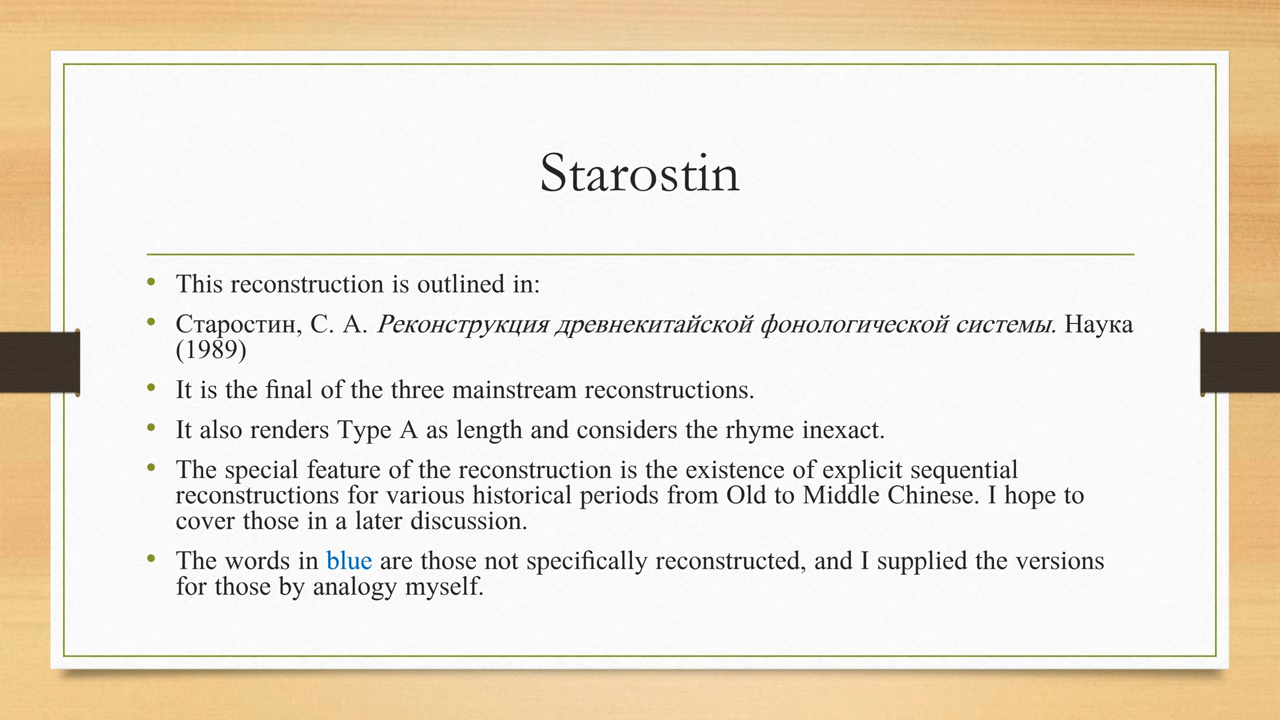 Starostin
• This reconstruction is outlined in:
• Старостин, С. А. Реконструкция древнекитайской фонологической системы. Наука
(1989)
• It is the final of the three mainstream reconstructions.
• It also renders Type A as length and considers the rhyme inexact.
• The special feature of the reconstruction is the existence of explicit sequential
reconstructions for various historical periods from Old to Middle Chinese. I hope to
cover those in a later discussion.
• The words in blue are those not specifically reconstructed, and I supplied the versions
for those by analogy myself.